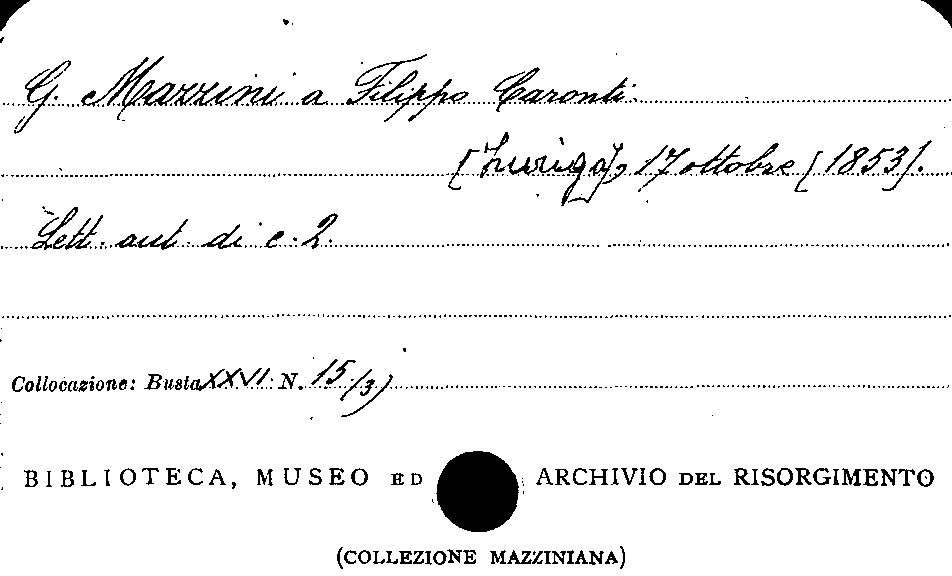 G. Mazzini a Filippo Caronti.
[Zurigo], 17 ottobre [1853].
Lett. aut. di c. 2.
Collocazione: Busta XXVI N. 15/3)
BIBLIOTECA, MUSEO ED ARCHIVIO DEL RISORGIMENTO
(COLLEZIONE MAZZINIANA)